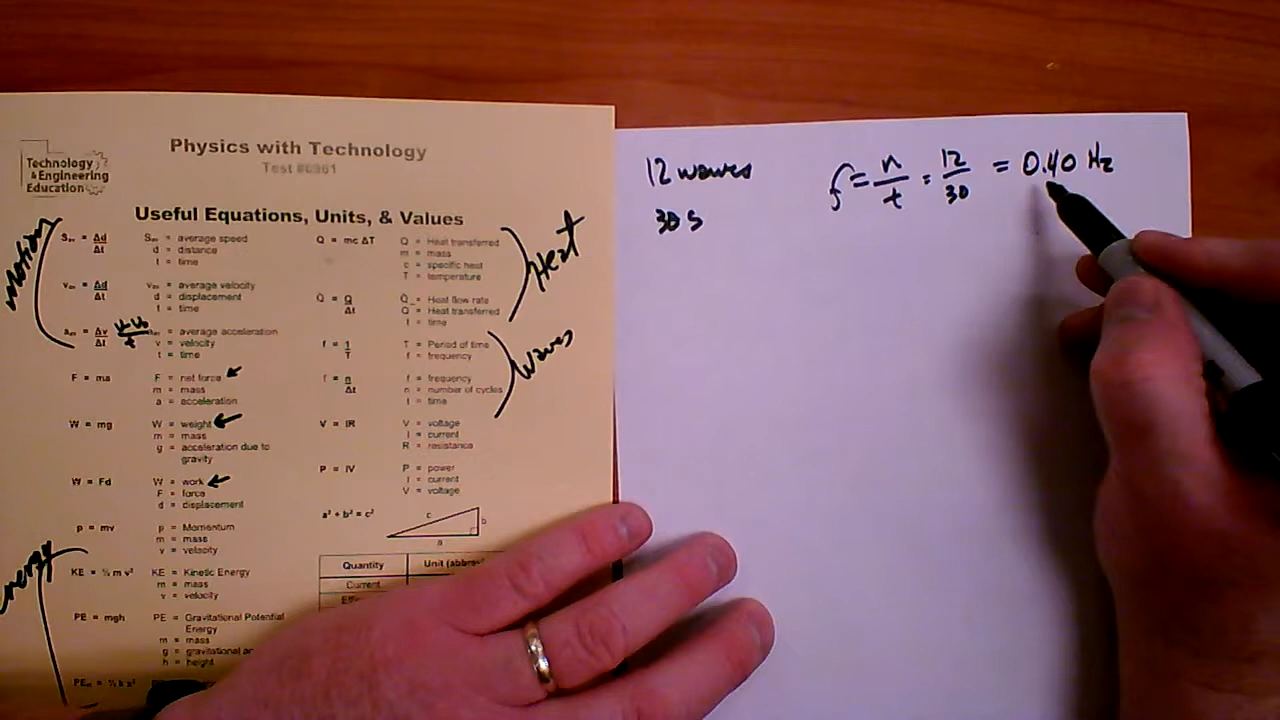 Physics with Technology
Technology
& Engineering
Education
Useful Equations, Units, & Values
Motion
Sav = Δd
Δt
Sav = average speed
d = distance
t = time
vav = Δd
Δt
vav = average velocity
d = displacement
t = time
aav = Δv
Δt
average acceleration
v = velocity
t = time
F = ma
F = net force
m = mass
a = acceleration
W = mg
W = weight
m = mass
g = acceleration due to
gravity
W = Fd
W = work
F = force
d = displacement
p = mv
p = Momentum
m = mass
v = velocity
KE = ½ m v²
KE = Kinetic Energy
m = mass
v = velocity
PE = mgh
PE = Gravitational Potential
Energy
m = mass
g = gravitational
h = height
Q = mc ΔT
Q = Heat transferred
m = mass
c = specific heat
T = temperature
Heat
Q = Q
Δt
Q = Heat flow rate
Q = Heat transferred
t = time
f = 1
T
T = Period of time
f = frequency
Waves
f = n
Δt
f = frequency
n = number of cycles
t = time
V = IR
V = voltage
I = current
R = resistance
P = IV
P = power
I = current
V = voltage
a² + b² = c²
c
b
a
Quantity
Current
12 waves
30 s
f = n/t = 12/30 = 0.40 Hz